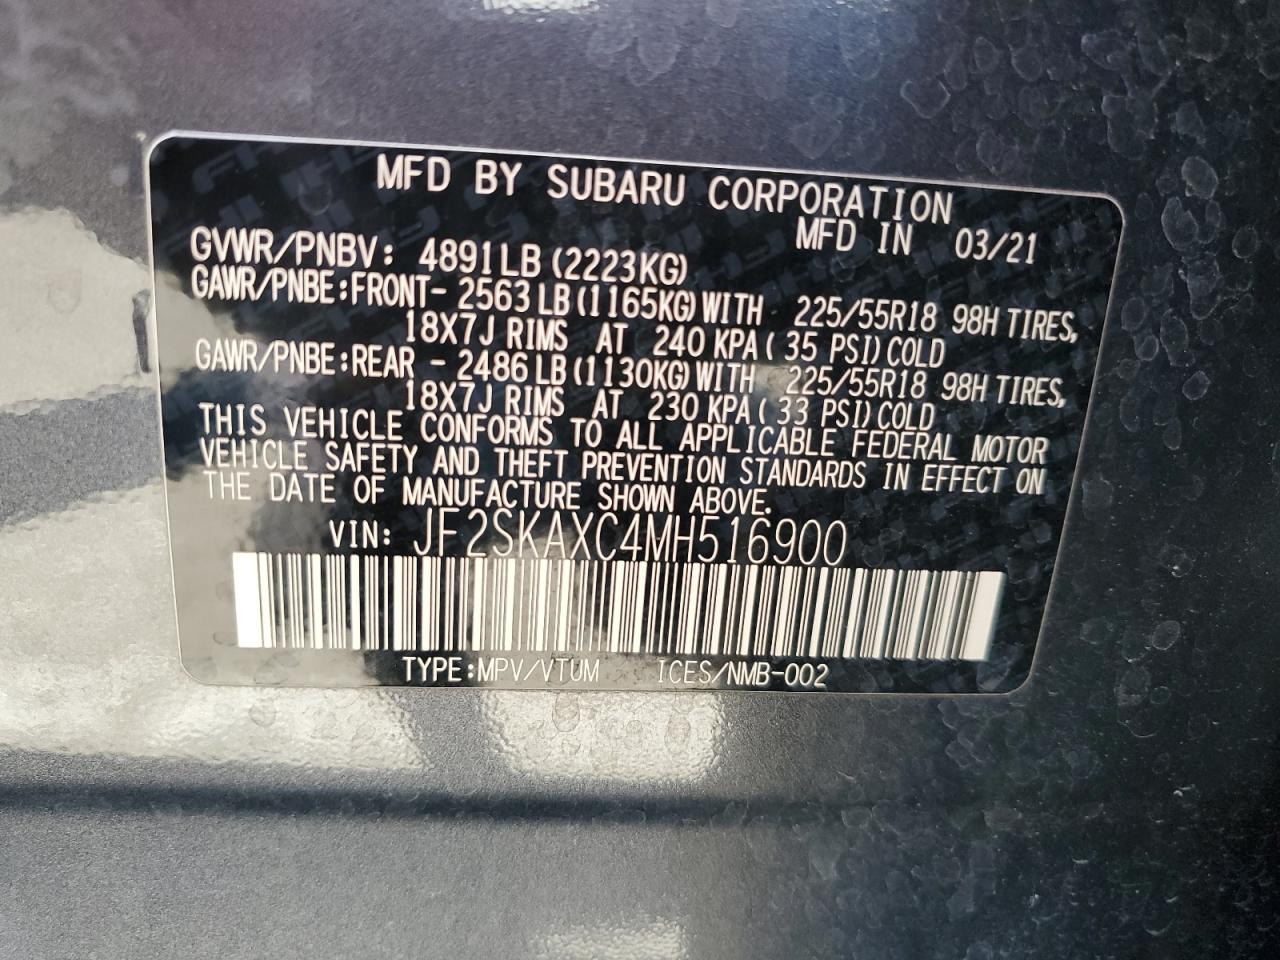 MFD BY SUBARU CORPORATION
MFD IN 03/21
GVWR/PNBV: 4891LB (2223KG)
GAWR/PNBE:FRONT- 2563 LB (1165KG) WITH 225/55R18 98H TIRES,
18X7J RIMS AT 240 KPA ( 35 PSI) COLD
GAWR/PNBE:REAR - 2486 LB (1130KG) WITH 225/55R18 98H TIRES,
18X7J RIMS AT 230 KPA ( 33 PSI) COLD
THIS VEHICLE CONFORMS TO ALL APPLICABLE FEDERAL MOTOR
VEHICLE SAFETY AND THEFT PREVENTION STANDARDS IN EFFECT ON
THE DATE OF MANUFACTURE SHOWN ABOVE.
VIN: JF2SKAXC4MH516900
TYPE:MPV/VTUM ICES/NMB-002